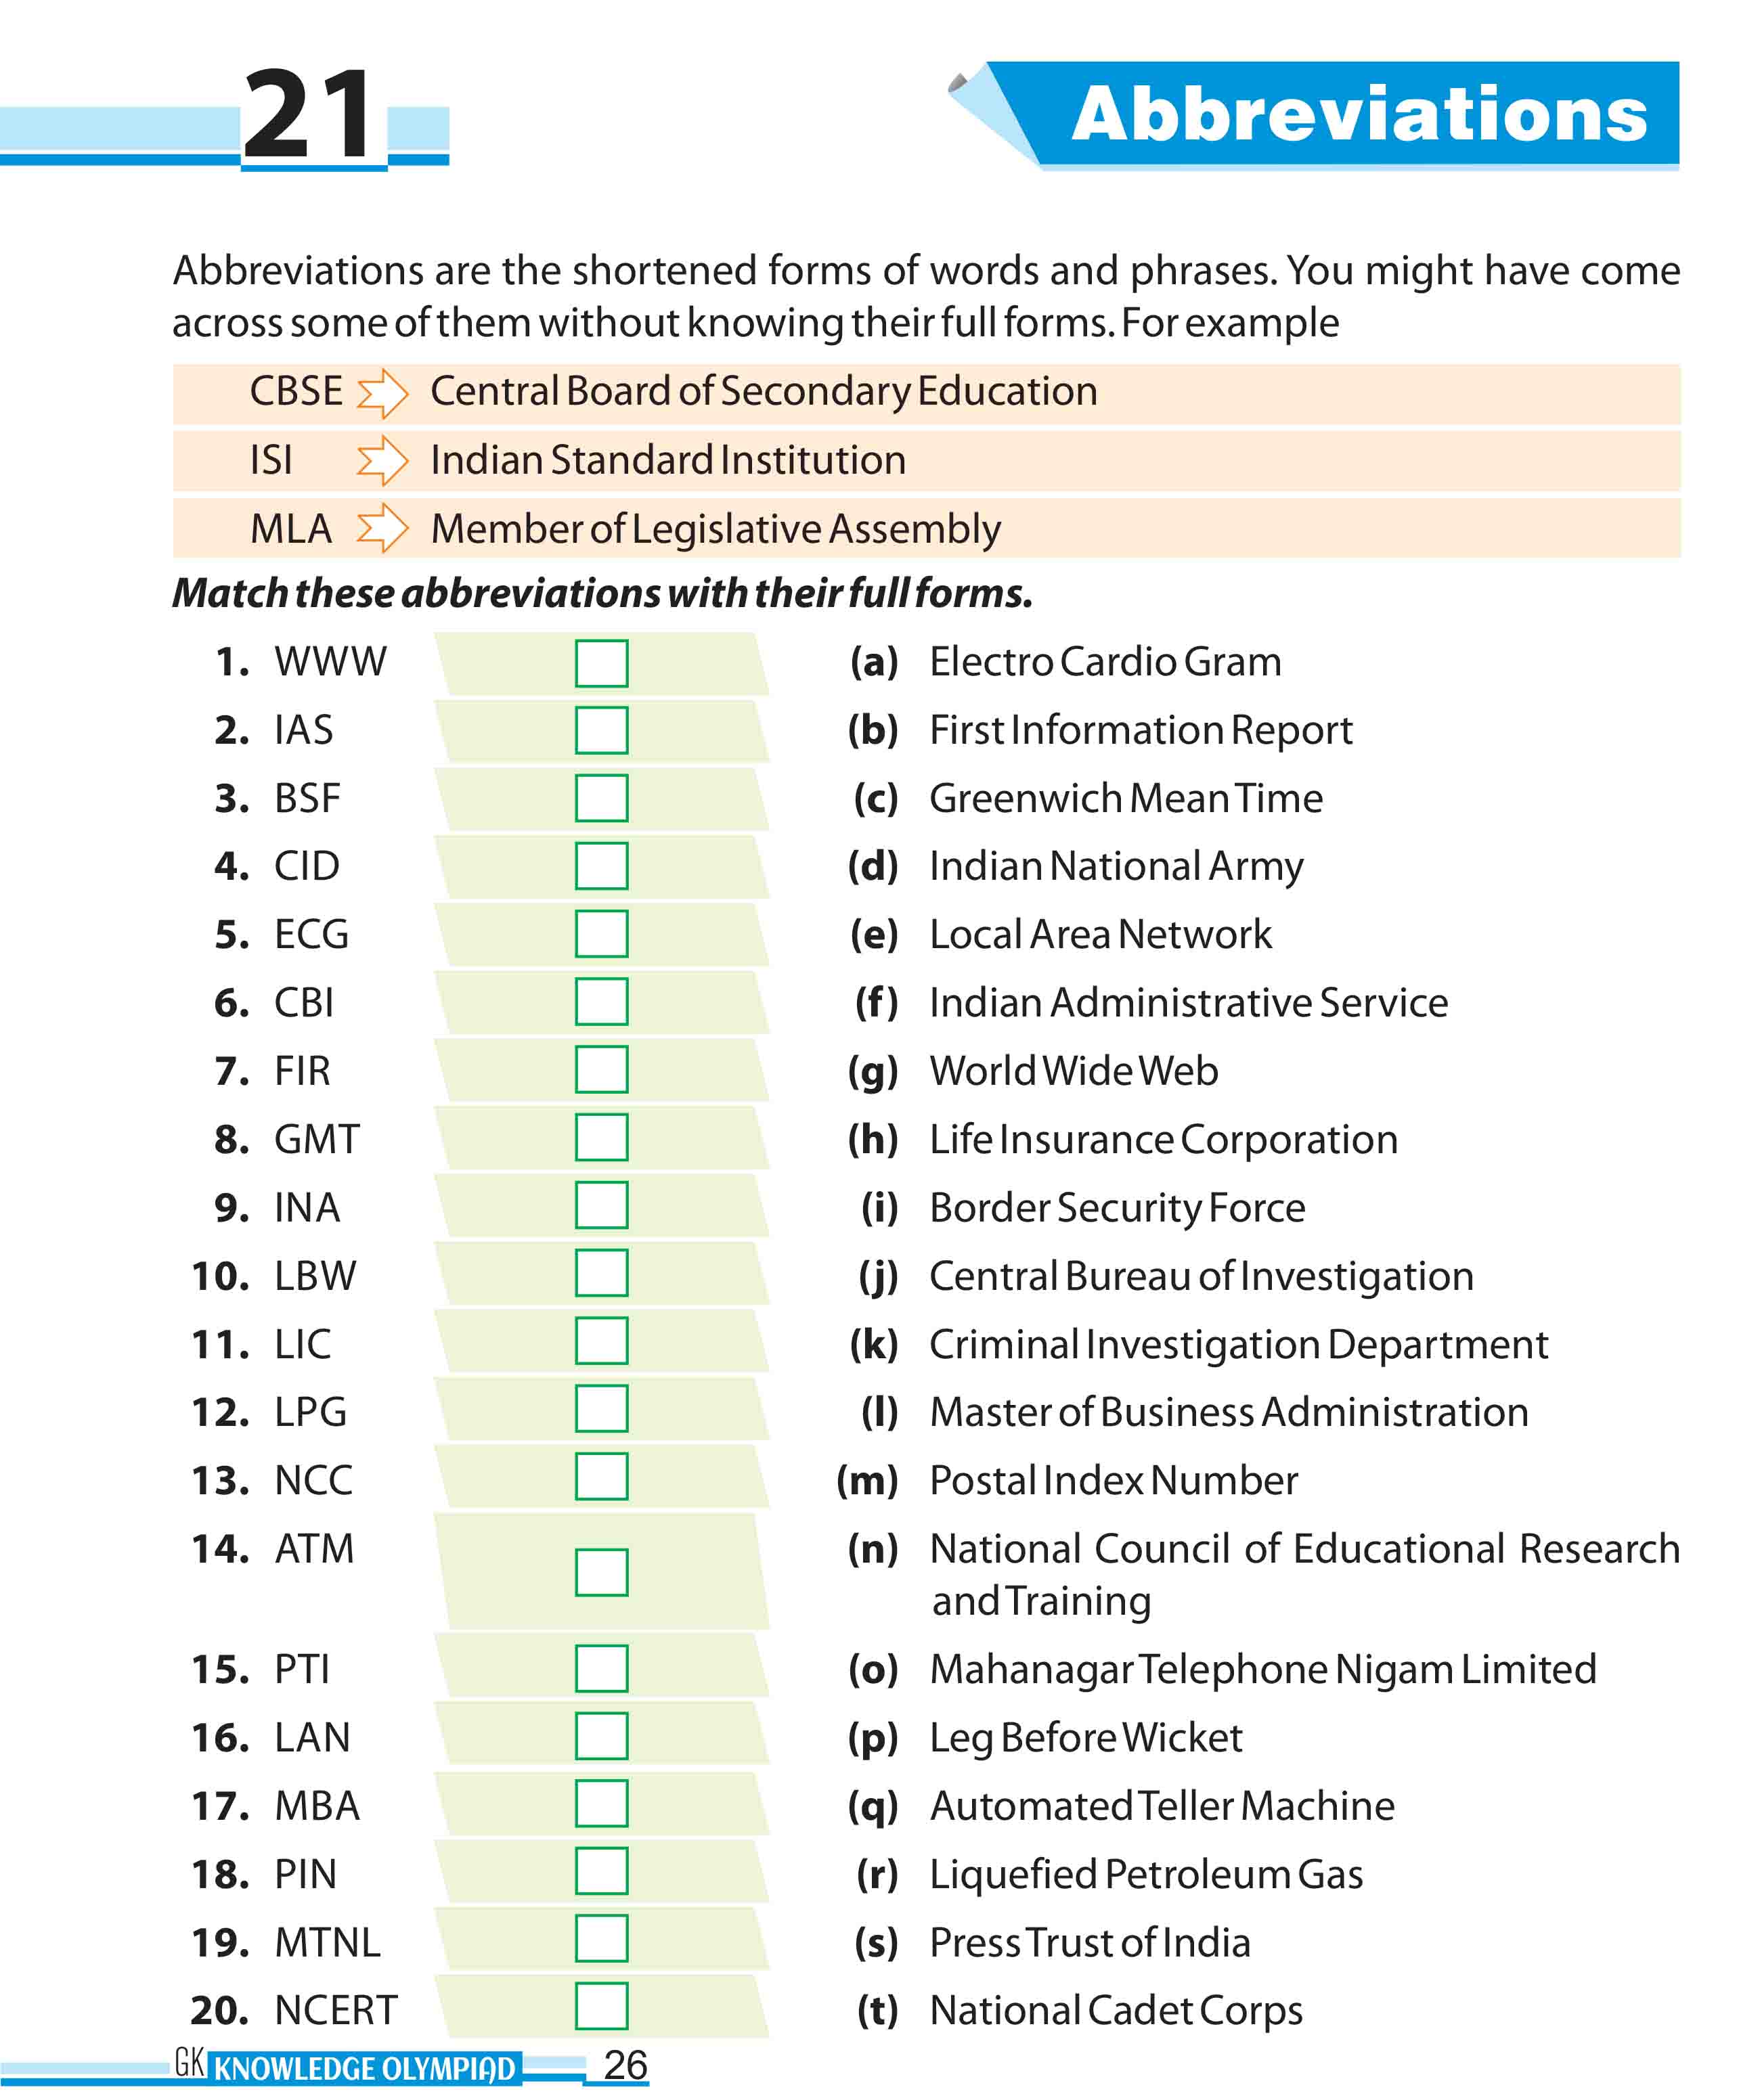 21
Abbreviations
Abbreviations are the shortened forms of words and phrases. You might have come
across some of them without knowing their full forms. For example
CBSE Central Board of Secondary Education
ISI Indian Standard Institution
MLA Member of Legislative Assembly
Match these abbreviations with their full forms.
1. WWW (a) Electro Cardio Gram
2. IAS (b) First Information Report
3. BSF (c) Greenwich Mean Time
4. CID (d) Indian National Army
5. ECG (e) Local Area Network
6. CBI (f) Indian Administrative Service
7. FIR (g) World Wide Web
8. GMT (h) Life Insurance Corporation
9. INA (i) Border Security Force
10. LBW (j) Central Bureau of Investigation
11. LIC (k) Criminal Investigation Department
12. LPG (l) Master of Business Administration
13. NCC (m) Postal Index Number
14. ATM (n) National Council of Educational Research
and Training
15. PTI (o) Mahanagar Telephone Nigam Limited
16. LAN (p) Leg Before Wicket
17. MBA (q) Automated Teller Machine
18. PIN (r) Liquefied Petroleum Gas
19. MTNL (s) Press Trust of India
20. NCERT (t) National Cadet Corps
GK KNOWLEDGE OLYMPIAD 26